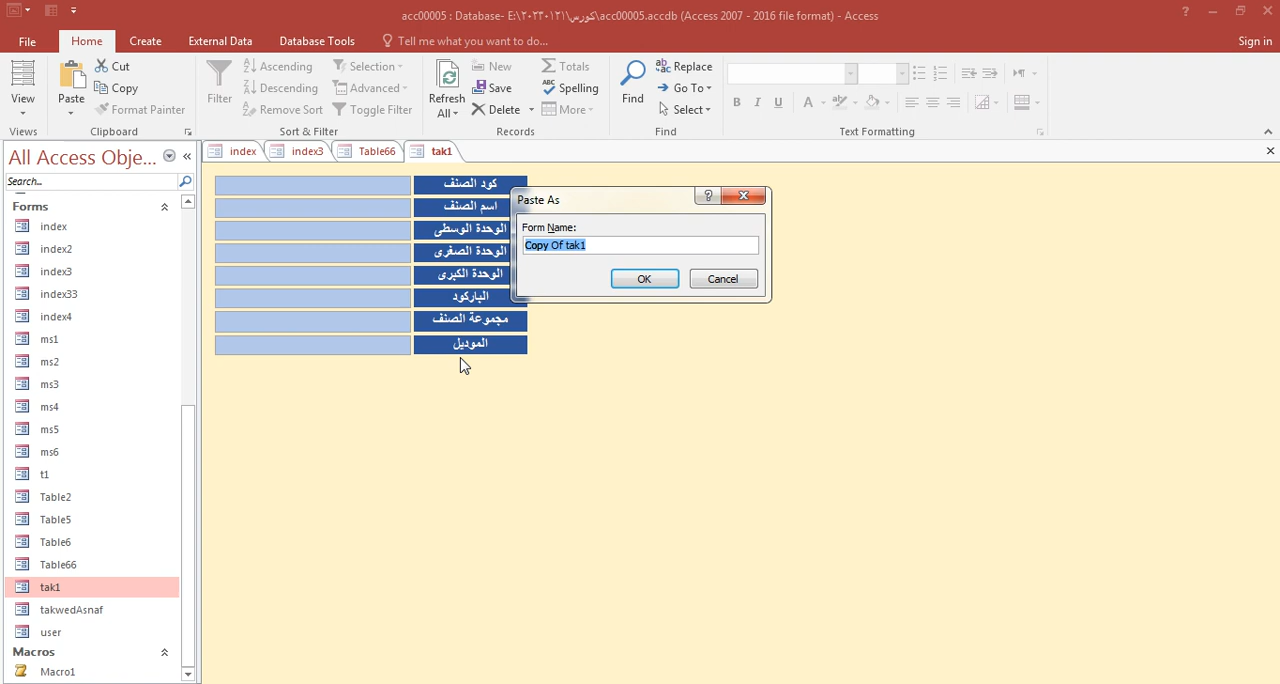 acc00005 : Database- E:\٢٠٢٣٠١٢١\كورس\acc00005.accdb (Access 2007 - 2016 file format) - Access
File
Home
Create
External Data
Database Tools
Tell me what you want to do...
Sign in
View
Views
Paste
Cut
Copy
Format Painter
Clipboard
Filter
Ascending
Descending
Remove Sort
Selection
Advanced
Toggle Filter
Sort & Filter
Refresh
All
New
Save
Delete
Totals
Spelling
More
Records
Find
Replace
Go To
Select
Find
B I U
Text Formatting
All Access Obje...
Search...
Forms
index
index2
index3
index33
index4
ms1
ms2
ms3
ms4
ms5
ms6
t1
Table2
Table5
Table6
Table66
tak1
takwedAsnaf
user
Macros
Macro1
index
index3
Table66
tak1
كود الصنف
اسم الصنف
الوحدة الوسطى
الوحدة الصغرى
الوحدة الكبرى
الباركود
مجموعة الصنف
الموديل
Paste As
Form Name:
Copy Of tak1
OK
Cancel